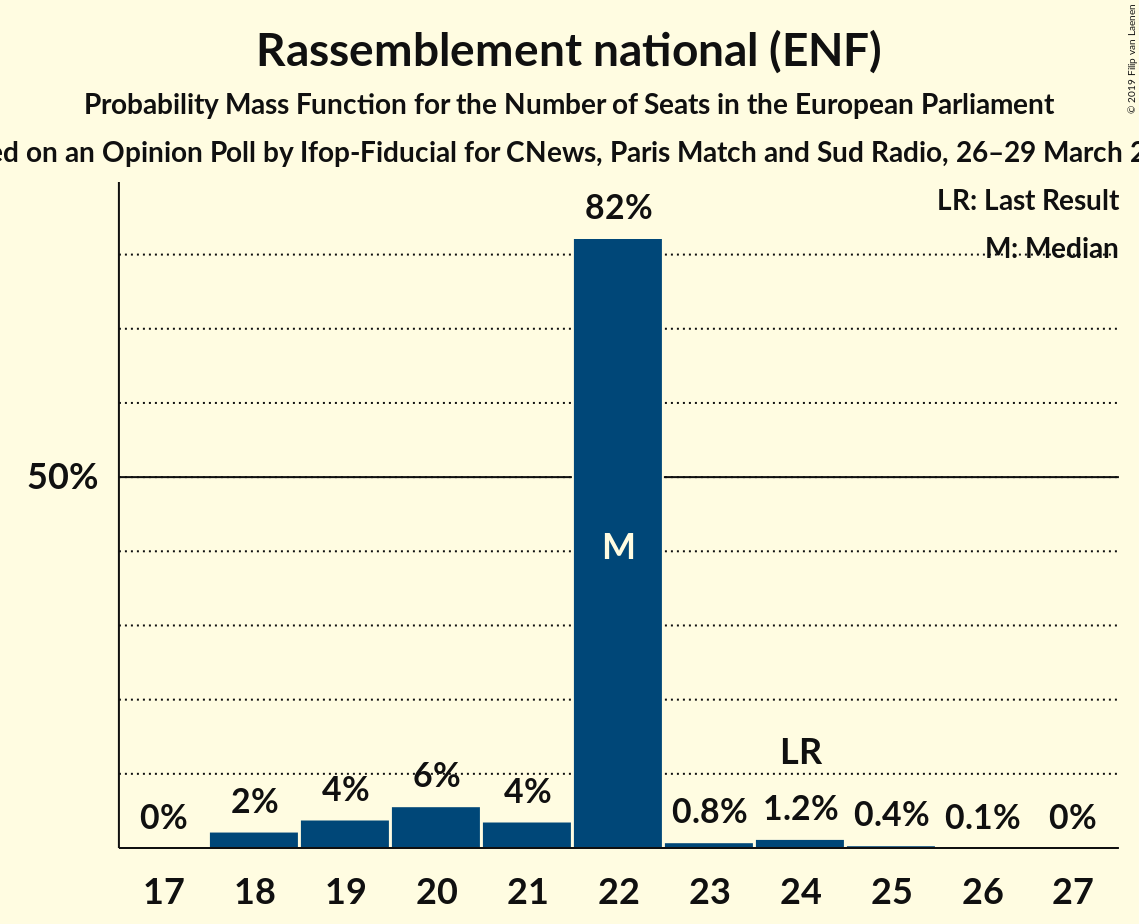 Rassemblement national (ENF)
Probability Mass Function for the Number of Seats in the European Parliament
on an Opinion Poll by Ifop-Fiducial for CNews, Paris Match and Sud Radio, 26–29 March
© 2019 Filip van Laenen
LR: Last Result
M: Median
82%
50%
M
LR
0% 2% 4% 6% 4% 0.8% 1.2% 0.4% 0.1% 0%
17 18 19 20 21 22 23 24 25 26 27